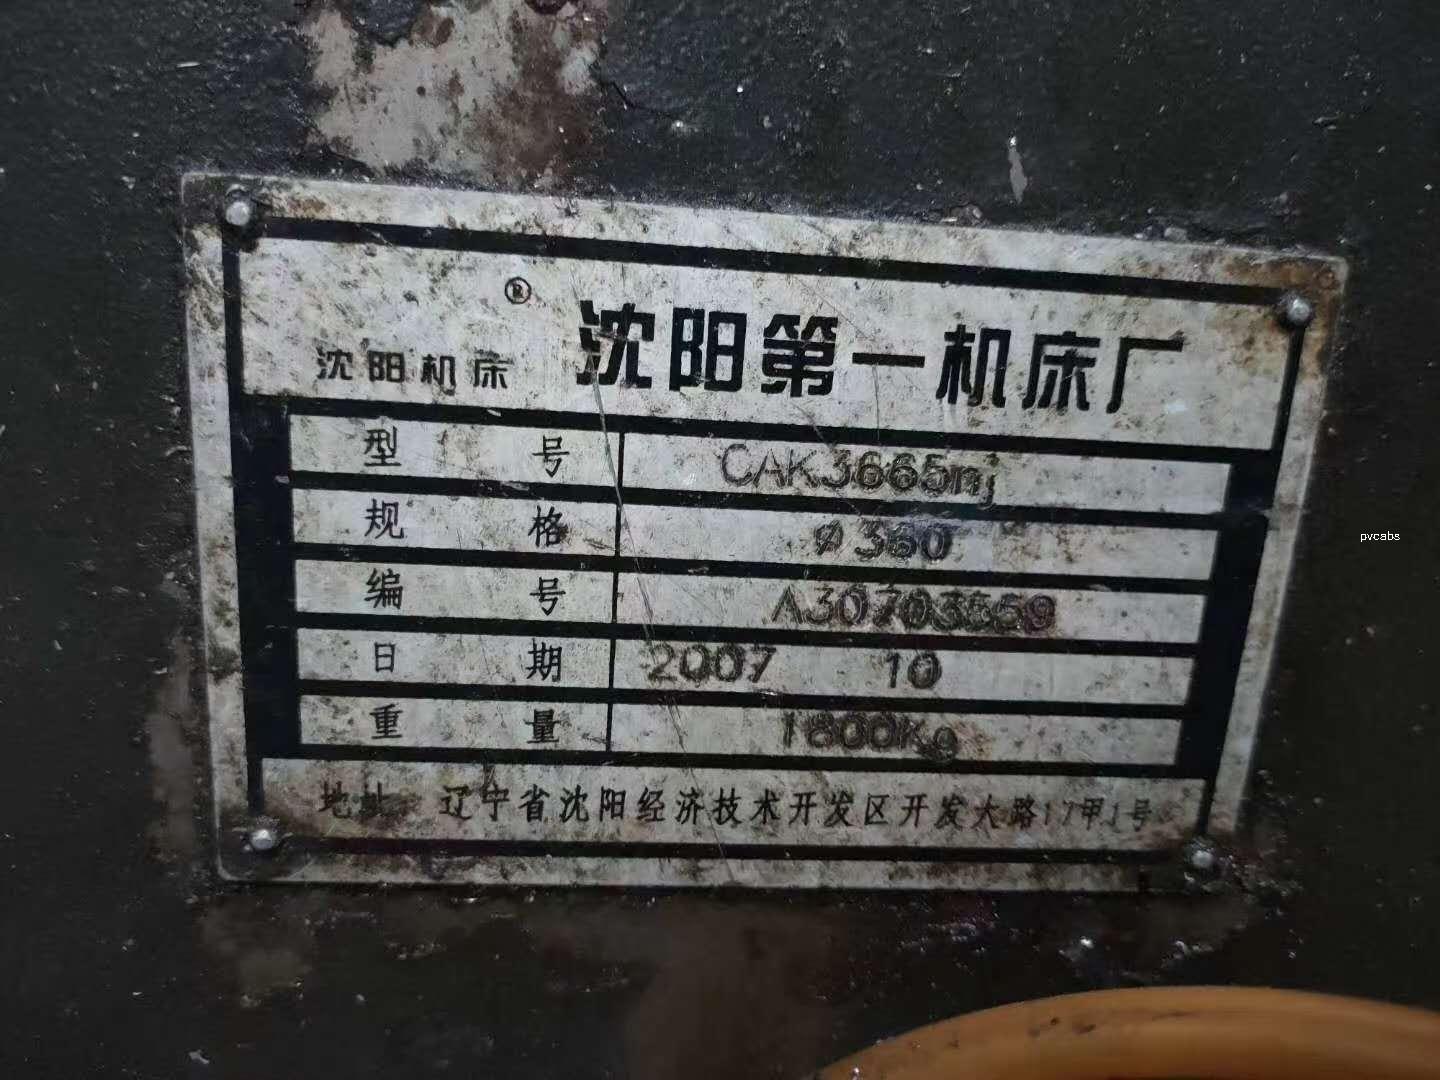 ®
沈阳机床 沈阳第一机床厂
型号 CAK3665nj
规格 ø360
编号 A30703559
日期 2007 10
重量 1800Kg
地址 辽宁省沈阳经济技术开发区开发大路17甲1号
pvcabs